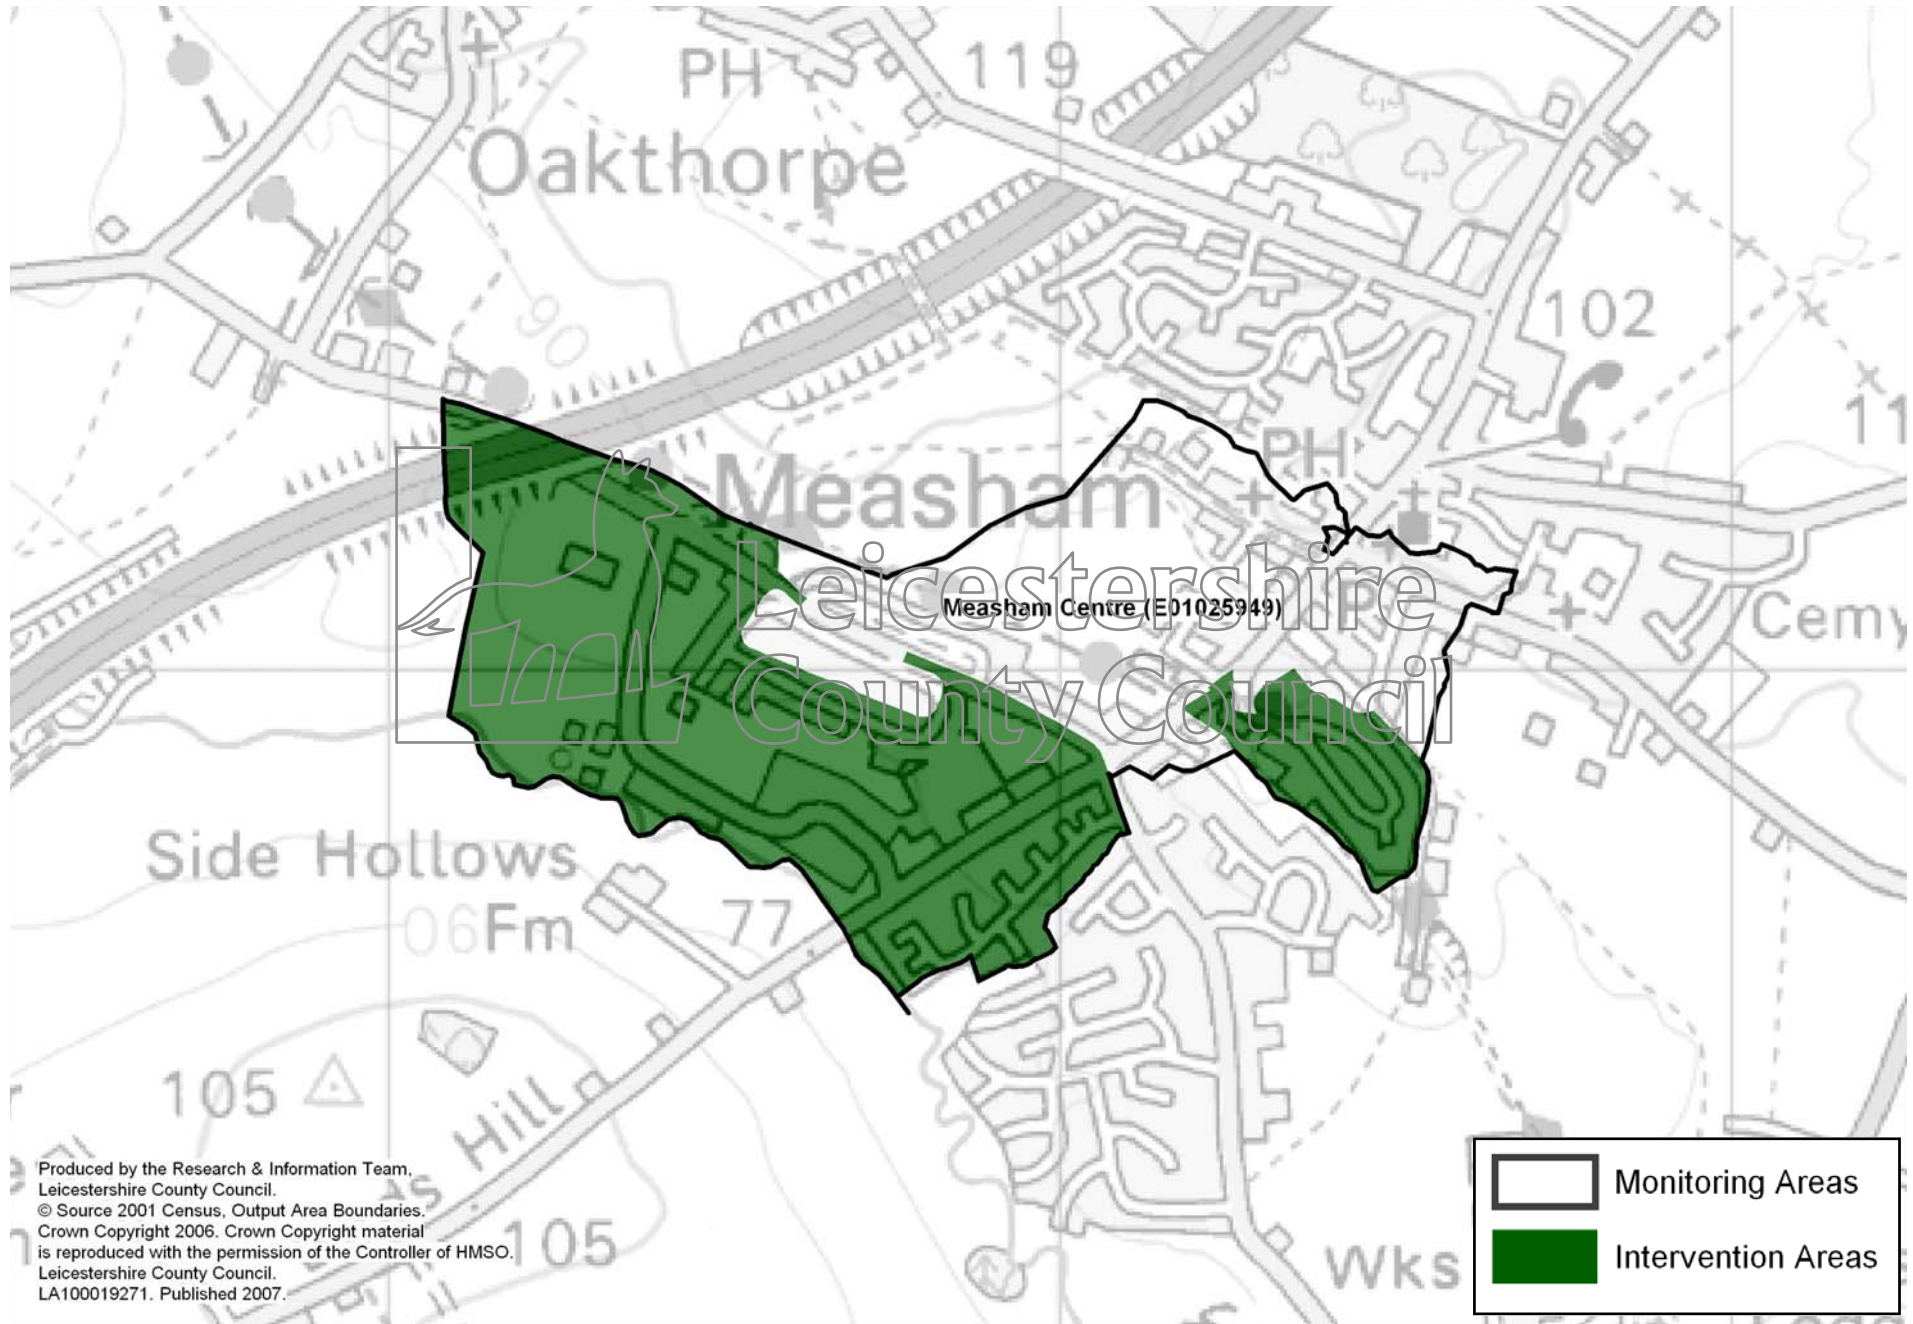 PH
119
Oakthorpe
90
102
11
PH
Measham
Leicestershire
Measham Centre (E01025949)
Cemy
County Council
Side Hollows
Fm
06
77
105
Hill
105
Wks
Produced by the Research & Information Team,
Leicestershire County Council.
© Source 2001 Census, Output Area Boundaries.
Crown Copyright 2006. Crown Copyright material
is reproduced with the permission of the Controller of HMSO.
Leicestershire County Council.
LA100019271. Published 2007.
Monitoring Areas
Intervention Areas